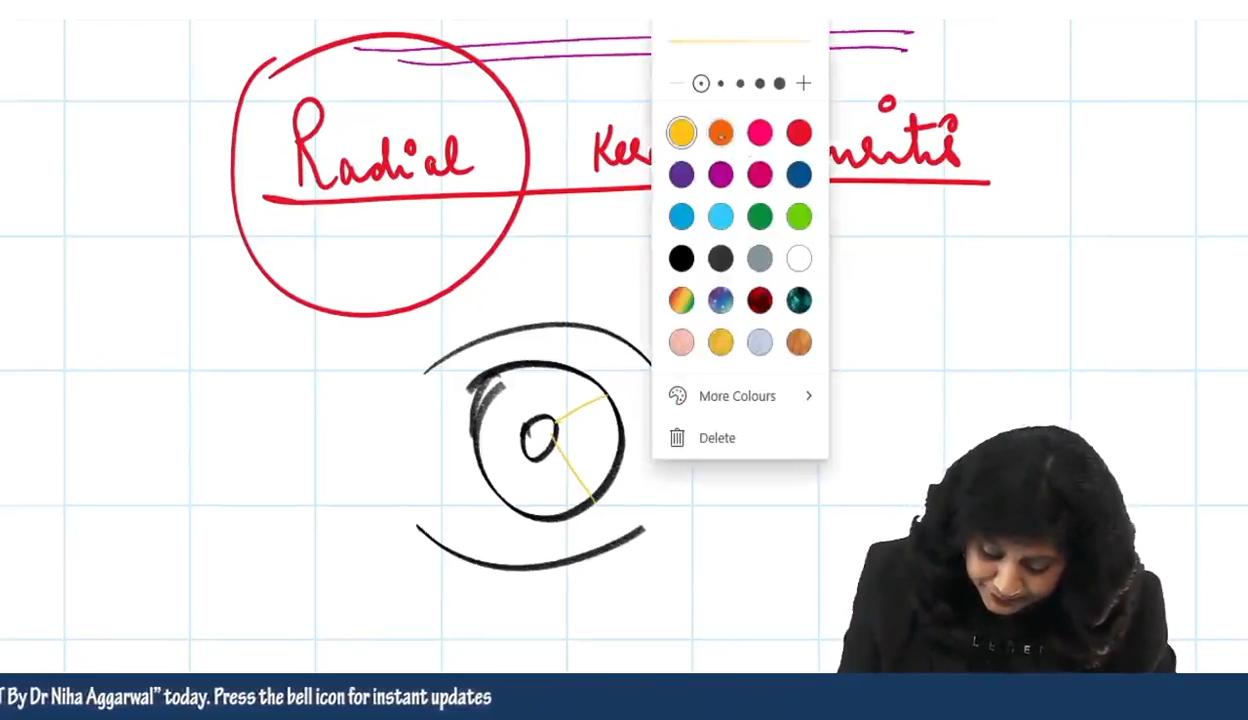 Radial
More Colours
Delete
By Dr Niha Aggarwal” today. Press the bell icon for instant updates